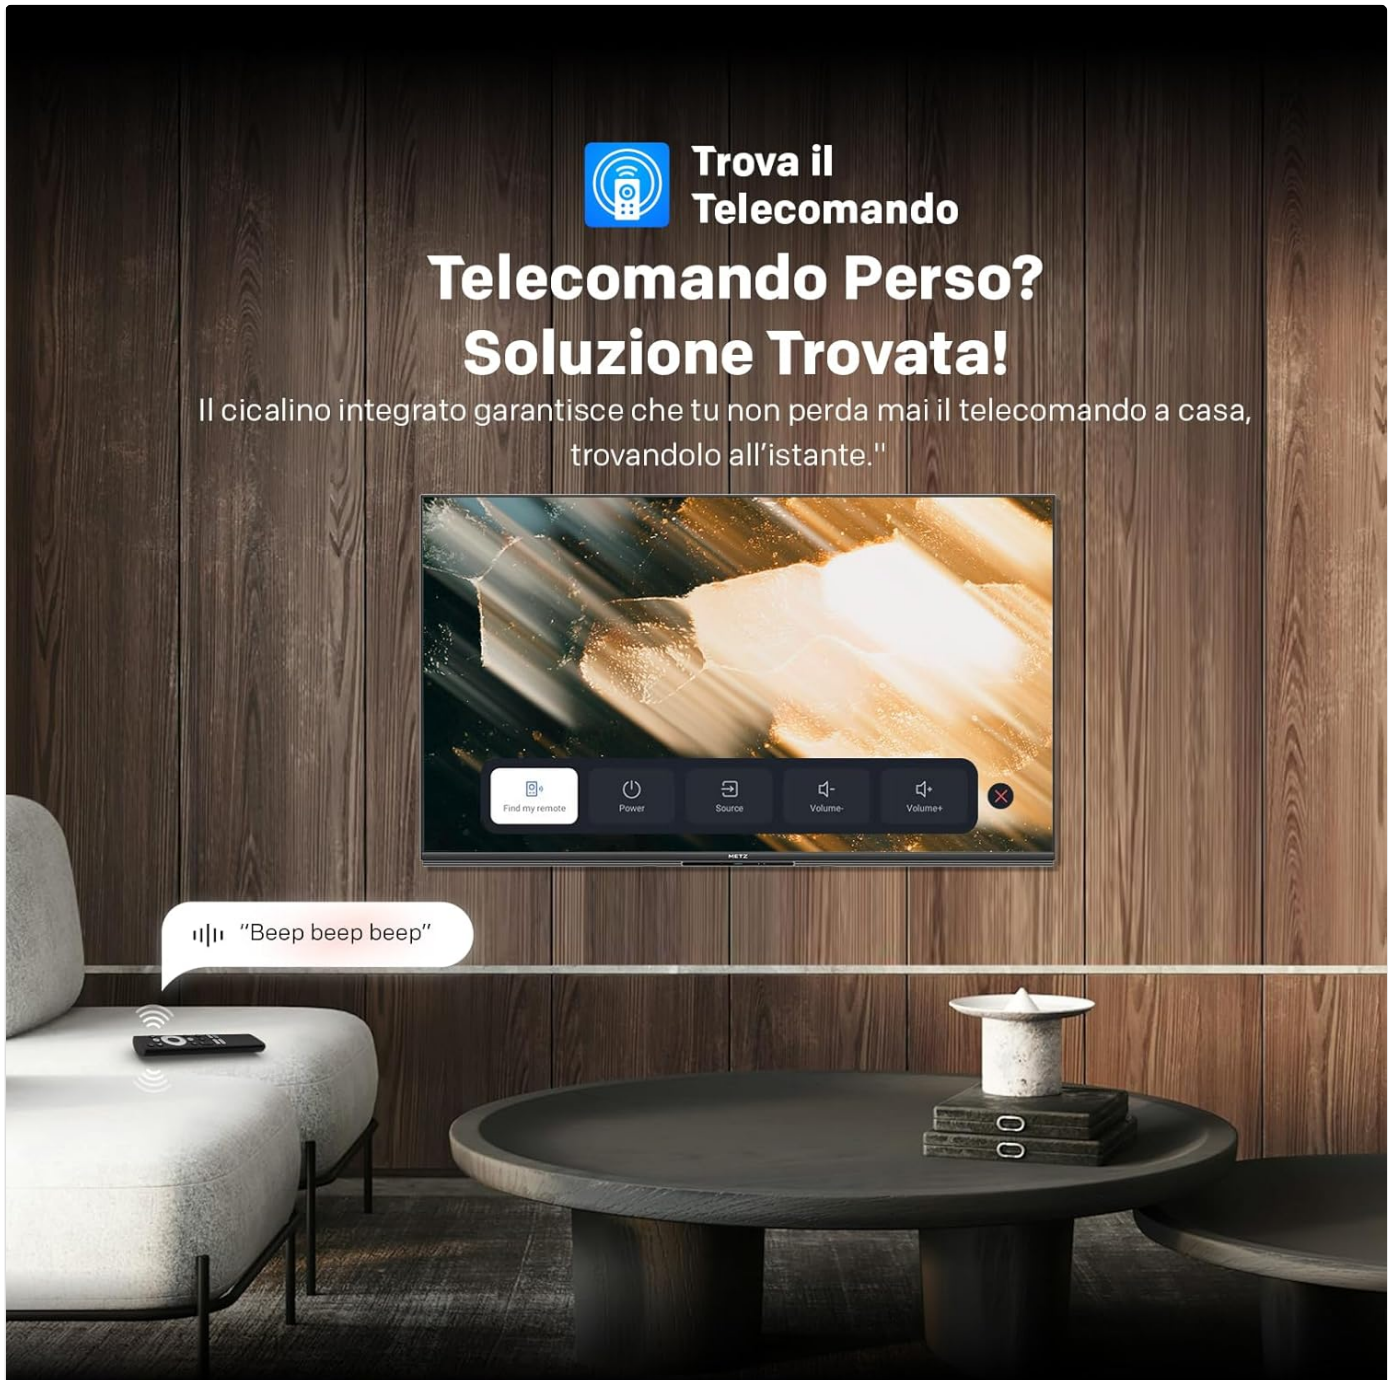 Trova il
Telecomando
Telecomando Perso?
Soluzione Trovata!
Il cicalino integrato garantisce che tu non perda mai il telecomando a casa,
trovandolo all'istante."
Find my remote
Power
Source
Volume-
Volume+
METZ
"Beep beep beep"